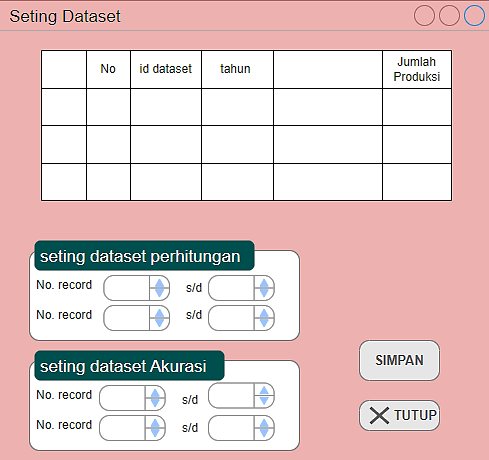 Seting Dataset
No id dataset tahun Jumlah
Produksi
seting dataset perhitungan
No. record s/d
No. record s/d
seting dataset Akurasi
No. record s/d
No. record s/d
SIMPAN
TUTUP